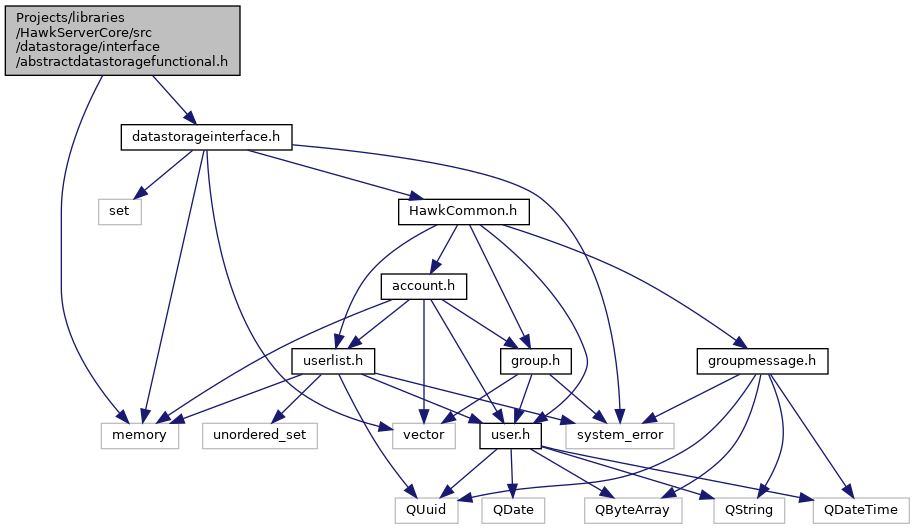 Projects/libraries
/HawkServerCore/src
/datastorage/interface
/abstractdatastoragefunctional.h
datastorageinterface.h
set
HawkCommon.h
account.h
userlist.h
group.h
groupmessage.h
memory
unordered_set
vector
user.h
system_error
QUuid
QDate
QByteArray
QString
QDateTime